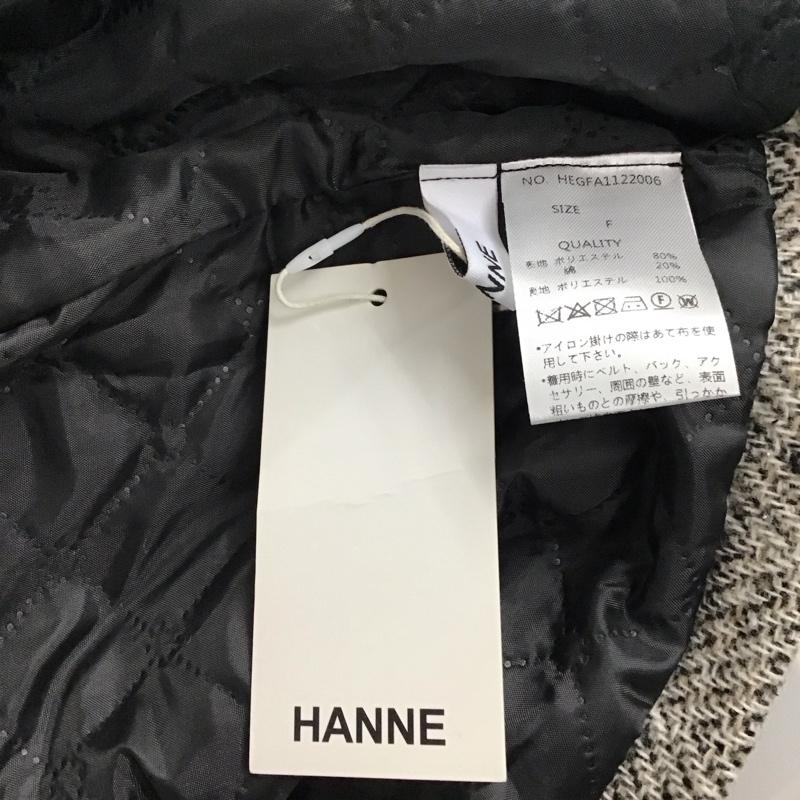 NO. HEGFA1122006
SIZE
F
QUALITY
表地 ポリエステル 80%
綿 20%
裏地 ポリエステル 100%
•アイロン掛けの際はあて布を使
用して下さい。
•着用時にベルト、バック、アク
セサリー、周囲の壁など、表面
粗いものとの摩擦や、引っかか
NNE
HANNE